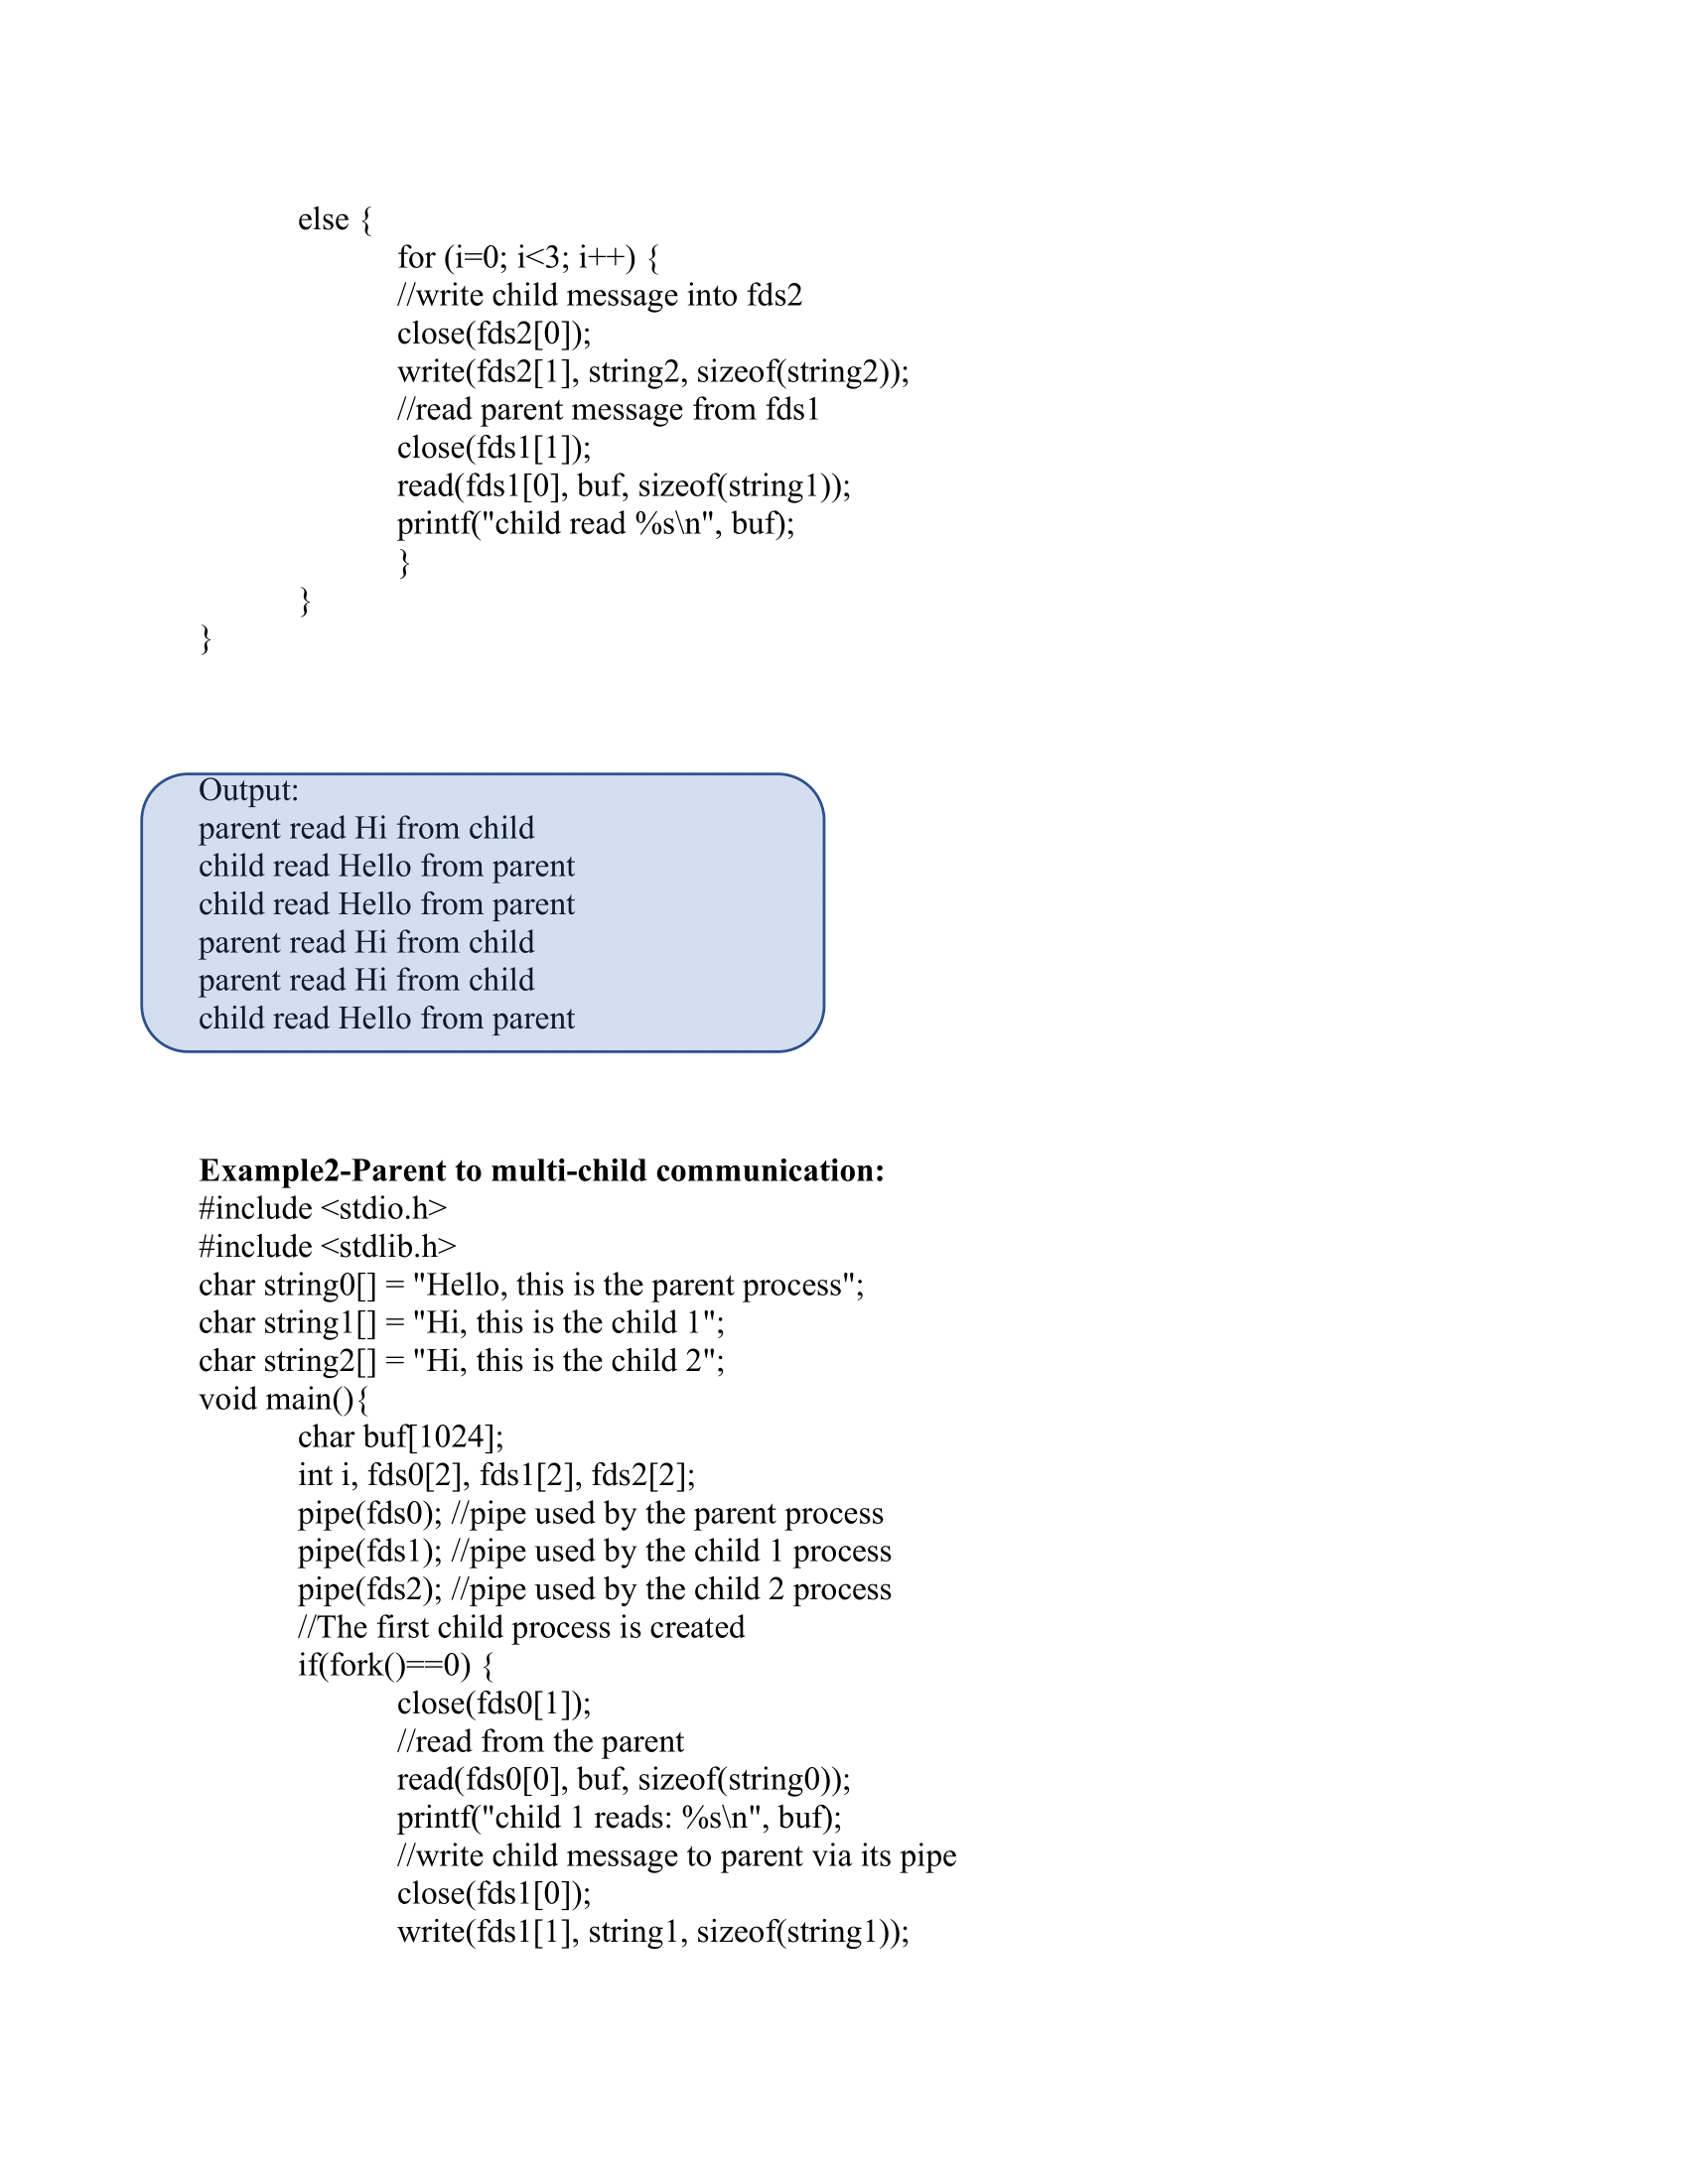 else {
for (i=0; i<3; i++) {
//write child message into fds2
close(fds2[0]);
write(fds2[1], string2, sizeof(string2));
//read parent message from fds1
close(fds1[1]);
read(fds1[0], buf, sizeof(string1));
printf("child read %s\n", buf);
}
}
}
Output:
parent read Hi from child
child read Hello from parent
child read Hello from parent
parent read Hi from child
parent read Hi from child
child read Hello from parent
Example2-Parent to multi-child communication:
#include <stdio.h>
#include <stdlib.h>
char string0[] = "Hello, this is the parent process";
char string1[] = "Hi, this is the child 1";
char string2[] = "Hi, this is the child 2";
void main(){
char buf[1024];
int i, fds0[2], fds1[2], fds2[2];
pipe(fds0); //pipe used by the parent process
pipe(fds1); //pipe used by the child 1 process
pipe(fds2); //pipe used by the child 2 process
//The first child process is created
if(fork()==0) {
close(fds0[1]);
//read from the parent
read(fds0[0], buf, sizeof(string0));
printf("child 1 reads: %s\n", buf);
//write child message to parent via its pipe
close(fds1[0]);
write(fds1[1], string1, sizeof(string1));